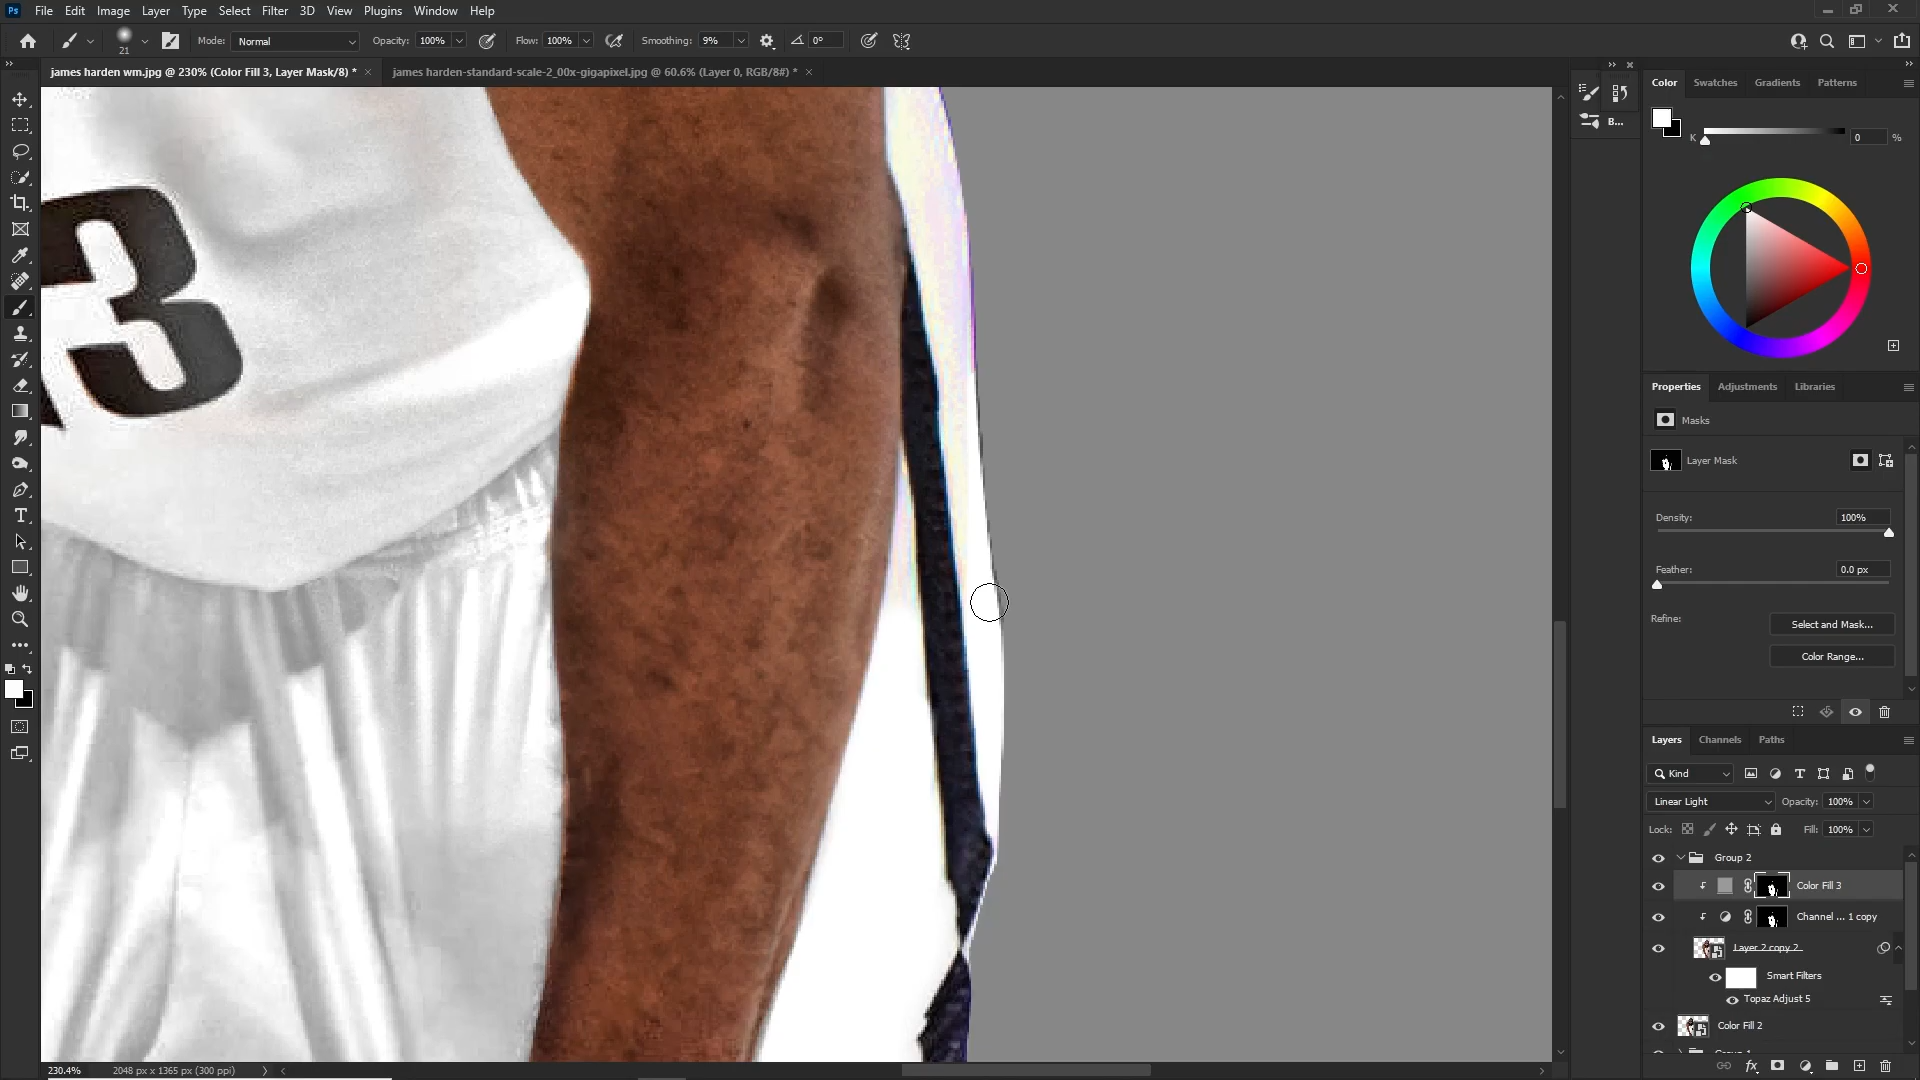 Ps File Edit Image Layer Type Select Filter 3D View Plugins Window Help
21 Mode: Normal Opacity: 100% Flow: 100% Smoothing: 9% 0°
james harden wm.jpg @ 230% (Color Fill 3, Layer Mask/8) * james harden-standard-scale-2_00x-gigapixel.jpg @ 60.6% (Layer 0, RGB/8#) *
Color Swatches Gradients Patterns
B...
K 0 %
3
Properties Adjustments Libraries
Masks
Layer Mask
Density: 100%
Feather: 0.0 px
Refine: Select and Mask...
Color Range...
Layers Channels Paths
Kind
Linear Light Opacity: 100%
Lock: Fill: 100%
Group 2
Color Fill 3
Channel ... 1 copy
Layer 2 copy 2
Smart Filters
Topaz Adjust 5
Color Fill 2
230.4% 2048 px x 1365 px (300 ppi)